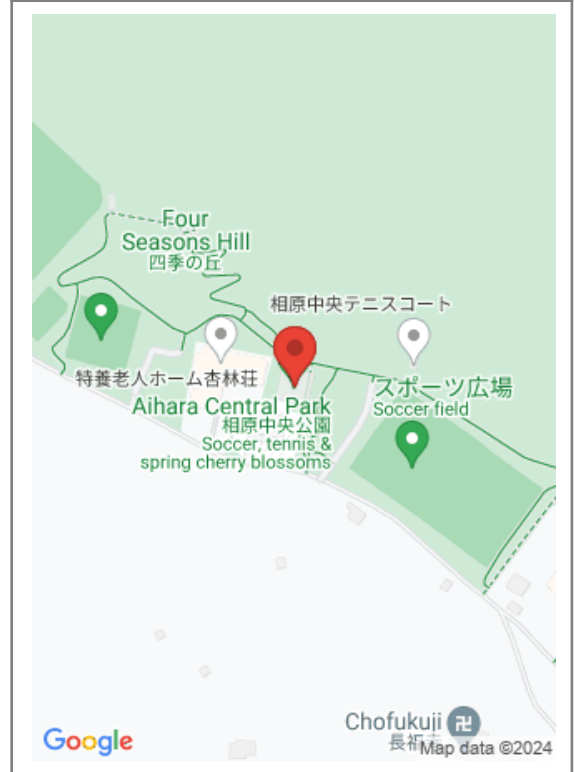 Four
Seasons Hill
四季の丘
相原中央テニスコート
特養老人ホーム杏林荘
スポーツ広場
Soccer field
Aihara Central Park
相原中央公園
Soccer, tennis &
spring cherry blossoms
Chofukuji
長福寺
Google
Map data ©2024